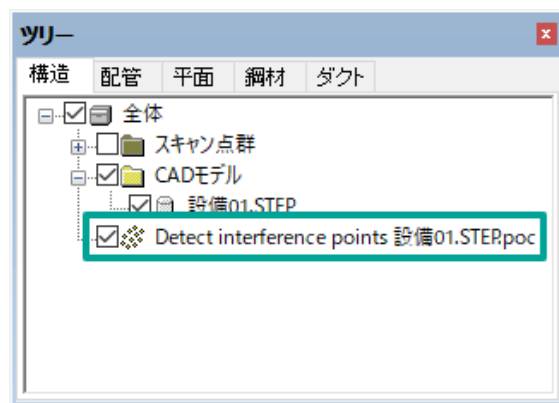 ツリー
構造 配管 平面 鋼材 ダクト
全体
スキャン点群
CADモデル
設備01.STEP
Detect interference points 設備01.STEP.poc